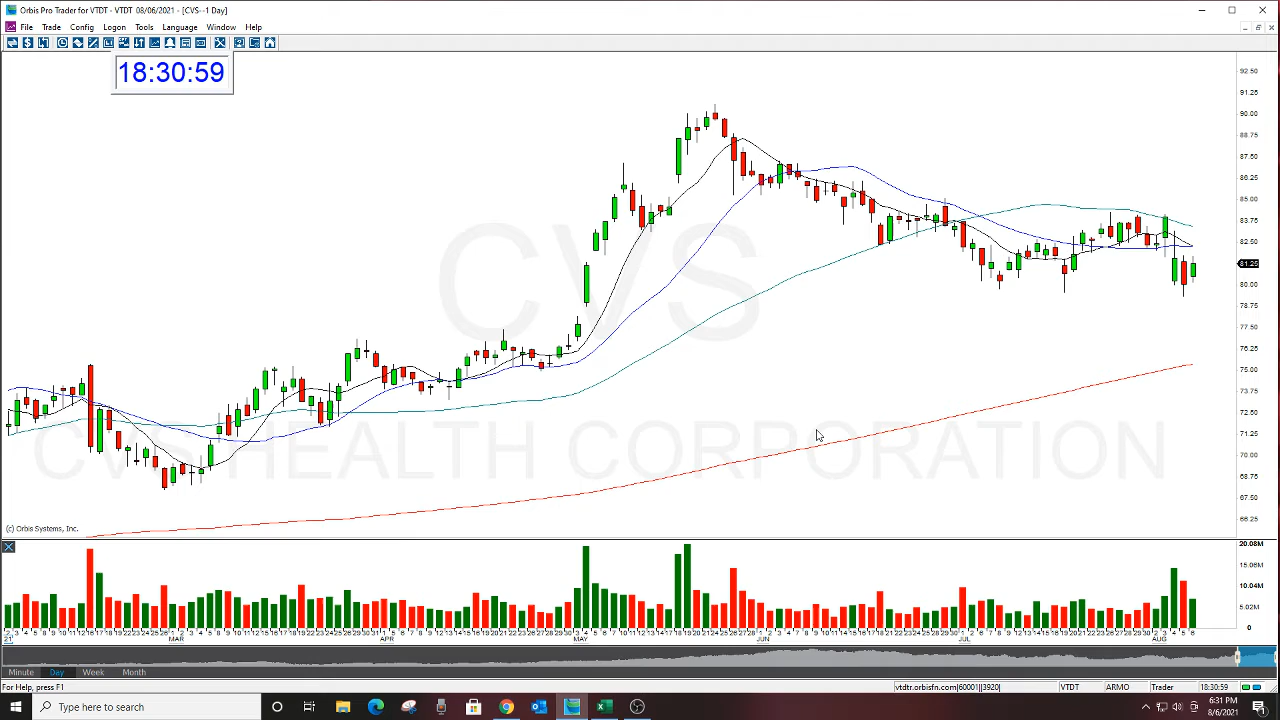 Orbis Pro Trader for VTDT - VTDT 08/06/2021 - [CVS--1 Day]
File Trade Config Logon Tools Language Window Help
18:30:59
92.50
91.25
90.00
88.75
87.50
86.25
85.00
83.75
82.50
81.25
80.00
78.75
77.50
76.25
75.00
73.75
72.50
71.25
70.00
68.75
67.50
66.25
CVS
CVS HEALTH CORPORATION
(c) Orbis Systems, Inc.
20.08M
15.06M
10.04M
5.02M
0
21 MAR APR MAY JUN JUL AUG
Minute Day Week Month
For Help, press F1
vtdtr.orbisfn.com|60001||3920| VTDT ARMO Trader 18:30:59
Type here to search
6:31 PM
8/6/2021